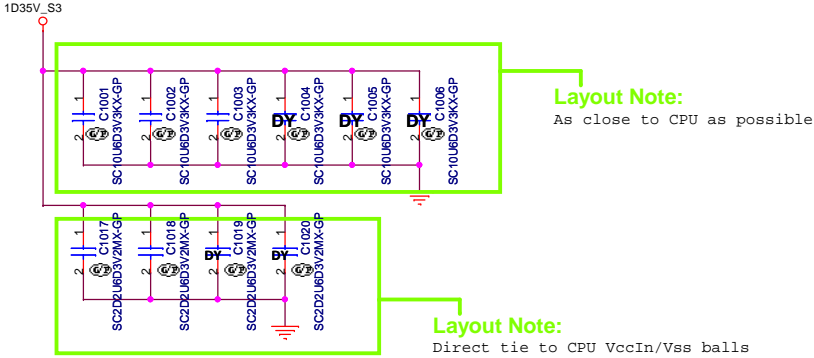 1D35V_S3
1
2
C1001
SC10U6D3V3KX-GP
1
2
C1002
SC10U6D3V3KX-GP
1
2
C1003
SC10U6D3V3KX-GP
1
2
DY
C1004
SC10U6D3V3KX-GP
1
2
DY
C1005
SC10U6D3V3KX-GP
1
2
DY
C1006
SC10U6D3V3KX-GP
Layout Note:
As close to CPU as possible
1
2
C1017
SC2D2U6D3V2MX-GP
1
2
C1018
SC2D2U6D3V2MX-GP
1
2
DY
C1019
SC2D2U6D3V2MX-GP
1
2
DY
C1020
SC2D2U6D3V2MX-GP
Layout Note:
Direct tie to CPU VccIn/Vss balls